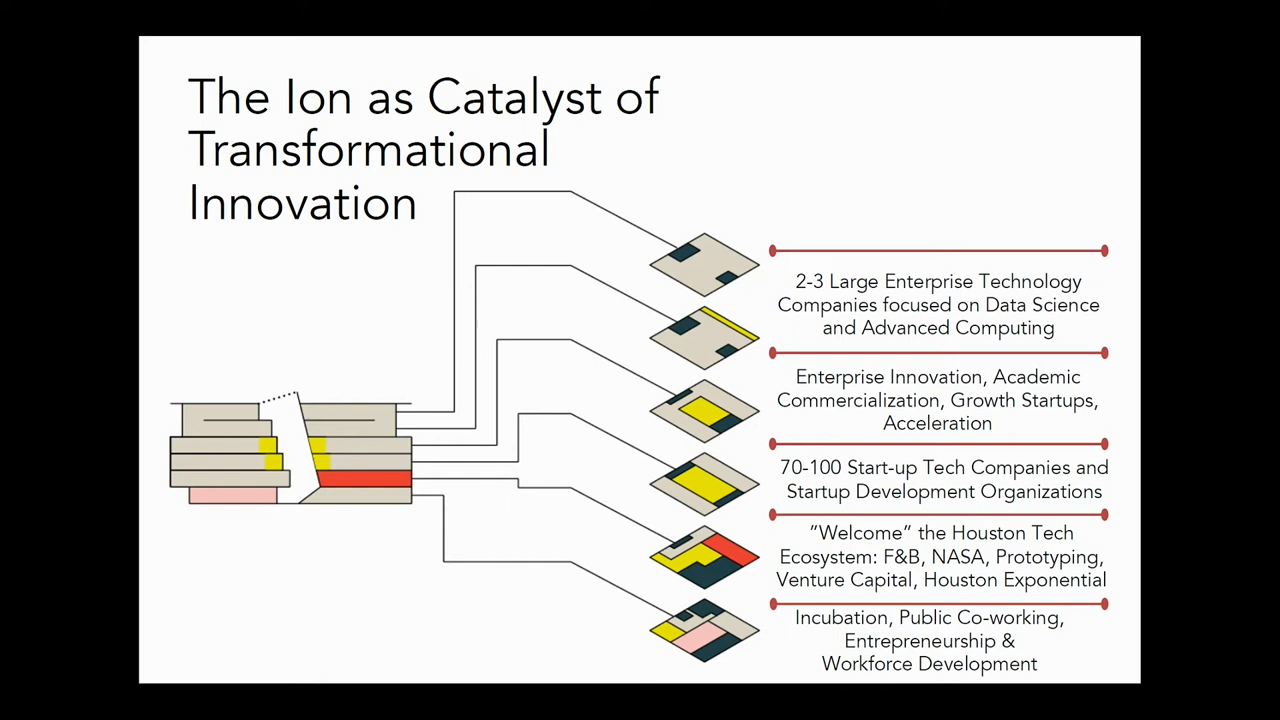 The Ion as Catalyst of
Transformational
Innovation
2-3 Large Enterprise Technology
Companies focused on Data Science
and Advanced Computing
Enterprise Innovation, Academic
Commercialization, Growth Startups,
Acceleration
70-100 Start-up Tech Companies and
Startup Development Organizations
”Welcome” the Houston Tech
Ecosystem: F&B, NASA, Prototyping,
Venture Capital, Houston Exponential
Incubation, Public Co-working,
Entrepreneurship &
Workforce Development